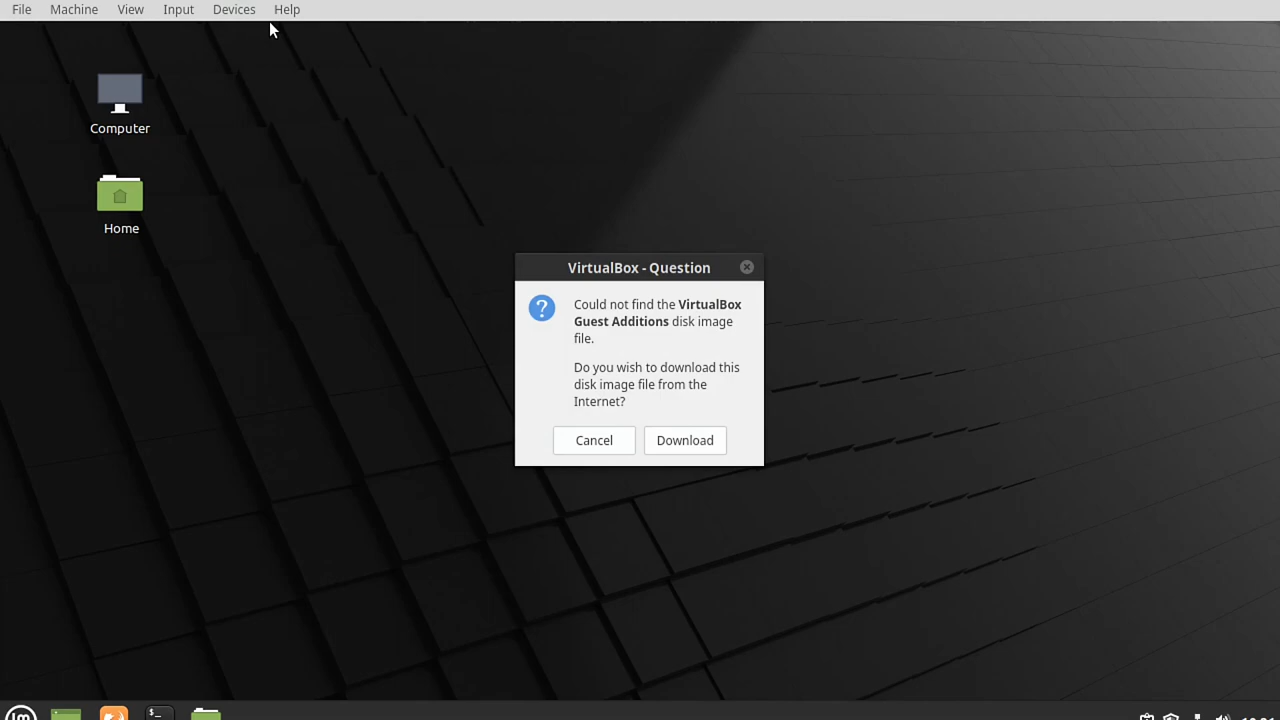 File Machine View Input Devices Help
Computer
Home
VirtualBox - Question
Could not find the VirtualBox
Guest Additions disk image
file.
Do you wish to download this
disk image file from the
Internet?
Cancel Download